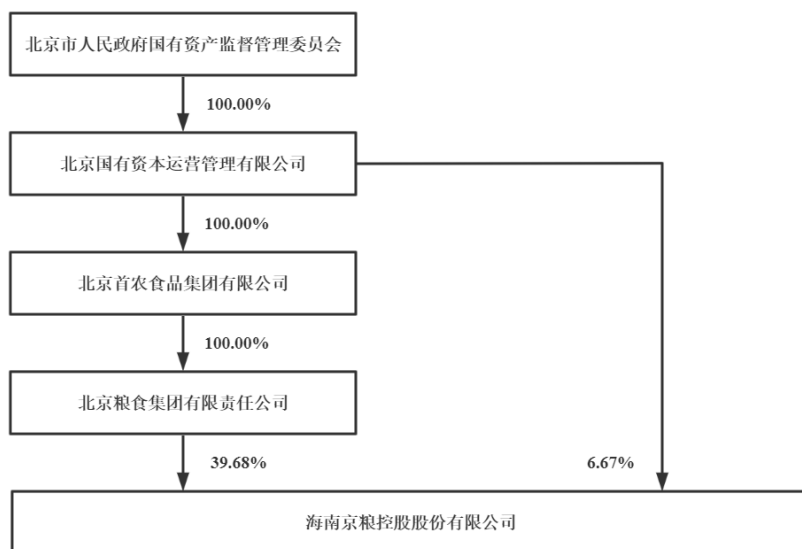 北京市人民政府国有资产监督管理委员会
100.00%
北京国有资本运营管理有限公司
100.00%
北京首农食品集团有限公司
100.00%
北京粮食集团有限责任公司
39.68%
6.67%
海南京粮控股股份有限公司